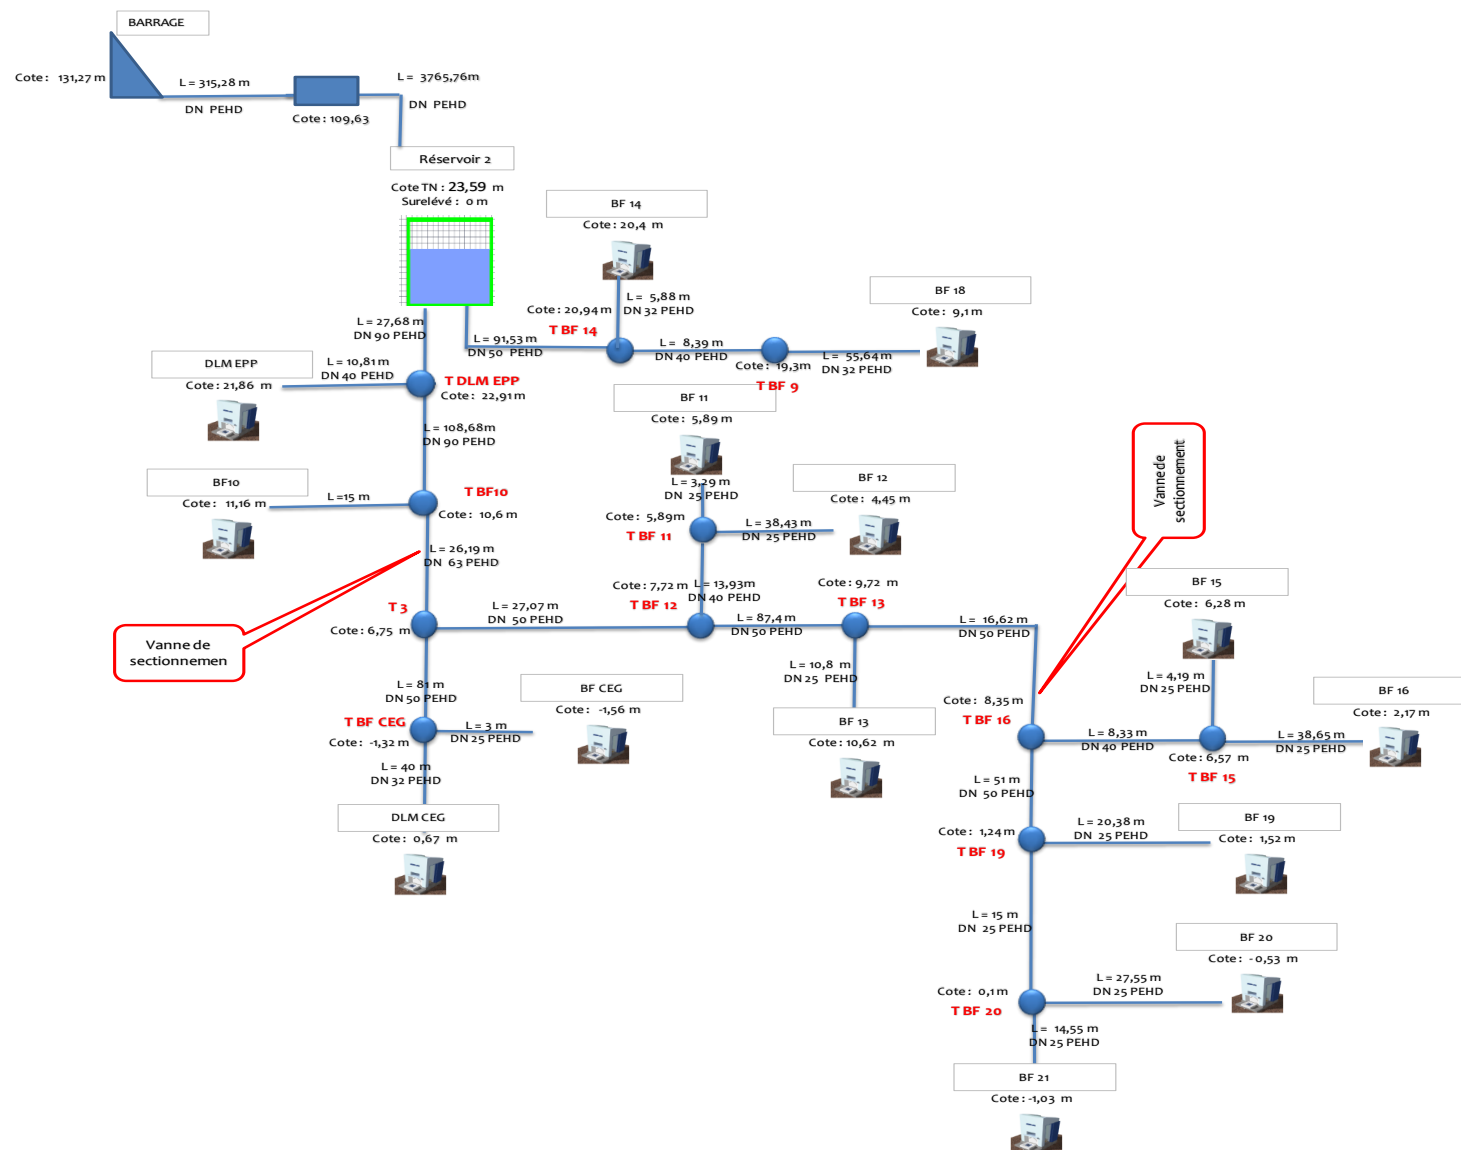 BARRAGE
Cote : 131,27 m
L = 315,28 m
DN PEHD
Cote : 109,63
L = 3765,76m
DN PEHD
Réservoir 2
Cote TN : 23,59 m
Surelévé : 0 m
BF 14
Cote: 20,4 m
L = 5,88 m
DN 32 PEHD
Cote: 20,94m
T BF 14
BF 18
Cote : 9,1 m
L = 27,68 m
DN 90 PEHD
L = 91,53 m
DN 50 PEHD
L = 8,39 m
DN 40 PEHD
L = 55,64 m
DN 32 PEHD
Cote: 19,3m
T BF 9
DLM EPP
Cote: 21,86 m
L = 10,81 m
DN 40 PEHD
T DLM EPP
Cote : 22,91m
BF 11
Cote : 5,89 m
L = 108,68m
DN 90 PEHD
L = 3,29 m
DN 25 PEHD
BF 12
Cote : 4,45 m
BF10
Cote : 11,16 m
L =15 m
T BF10
Cote : 10,6 m
Cote : 5,89m
T BF 11
L = 38,43 m
DN 25 PEHD
Vanne de
sectionnement
L = 26,19 m
DN 63 PEHD
Cote: 7,72 m
T BF 12
L = 13,93m
DN 40 PEHD
Cote : 9,72 m
T BF 13
BF 15
Cote : 6,28 m
T 3
Cote : 6,75 m
L = 27,07 m
DN 50 PEHD
L = 87,4 m
DN 50 PEHD
L = 16,62 m
DN 50 PEHD
Vanne de
sectionnemen
L = 81 m
DN 50 PEHD
BF CEG
Cote : -1,56 m
L = 10,8 m
DN 25 PEHD
L = 4,19 m
DN 25 PEHD
BF 16
Cote : 2,17 m
T BF CEG
Cote : -1,32 m
L = 3 m
DN 25 PEHD
BF 13
Cote : 10,62 m
Cote : 8,35 m
T BF 16
L = 8,33 m
DN 40 PEHD
L = 38,65 m
DN 25 PEHD
Cote : 6,57 m
T BF 15
L = 40 m
DN 32 PEHD
L = 51 m
DN 50 PEHD
DLM CEG
Cote : 0,67 m
Cote : 1,24 m
T BF 19
L = 20,38 m
DN 25 PEHD
BF 19
Cote : 1,52 m
L = 15 m
DN 25 PEHD
BF 20
Cote : - 0,53 m
Cote : 0,1 m
T BF 20
L = 27,55 m
DN 25 PEHD
L = 14,55 m
DN 25 PEHD
BF 21
Cote : -1,03 m